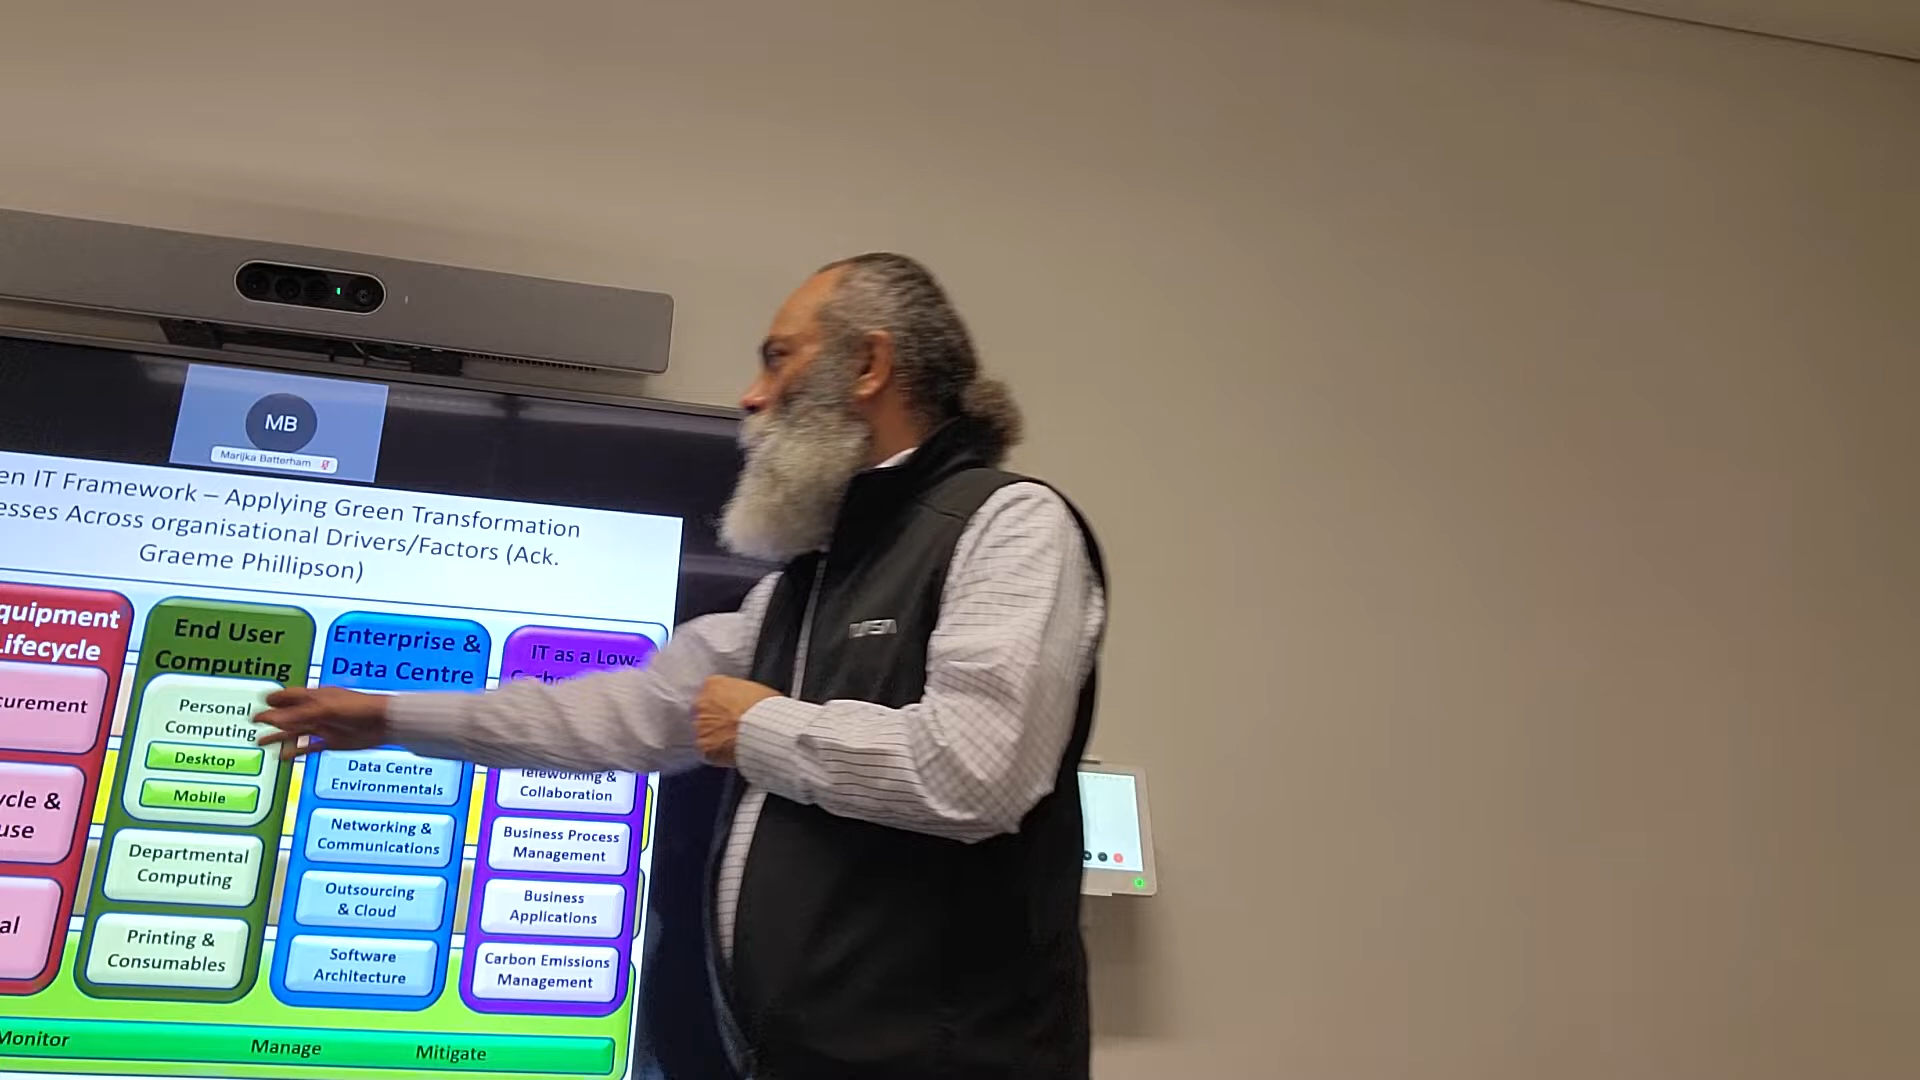 MB
Marijka Batterham
en IT Framework – Applying Green Transformation
esses Across organisational Drivers/Factors (Ack.
Graeme Phillipson)
quipment
Lifecycle
curement
ycle &
use
al
End User
Computing
Personal
Computing
Desktop
Mobile
Departmental
Computing
Printing &
Consumables
Enterprise &
Data Centre
Data Centre
Environmentals
Networking &
Communications
Outsourcing
& Cloud
Software
Architecture
IT as a Low-
Teleworking &
Collaboration
Business Process
Management
Business
Applications
Carbon Emissions
Management
Monitor
Manage
Mitigate